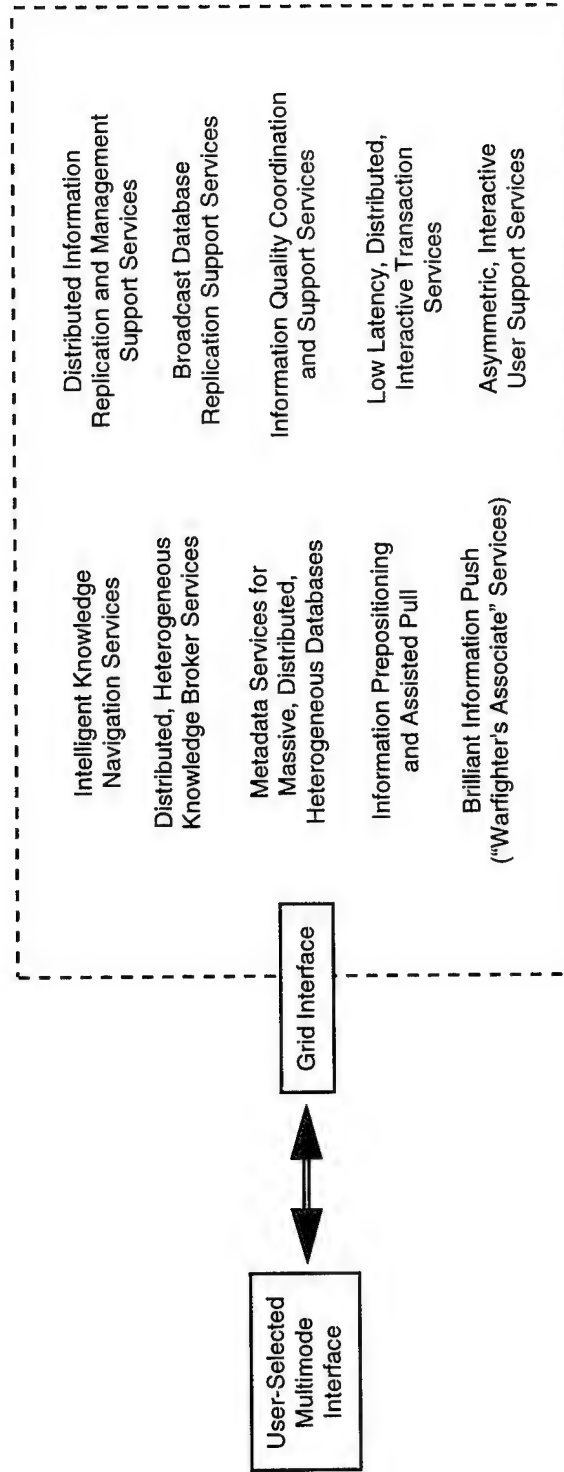 User-Selected
Multimode
Interface
Grid Interface
Intelligent Knowledge
Navigation Services
Distributed, Heterogeneous
Knowledge Broker Services
Metadata Services for
Massive, Distributed,
Heterogeneous Databases
Information Prepositioning
and Assisted Pull
Brilliant Information Push
("Warfighter's Associate" Services)
Distributed Information
Replication and Management
Support Services
Broadcast Database
Replication Support Services
Information Quality Coordination
and Support Services
Low Latency, Distributed,
Interactive Transaction
Services
Asymmetric, Interactive
User Support Services